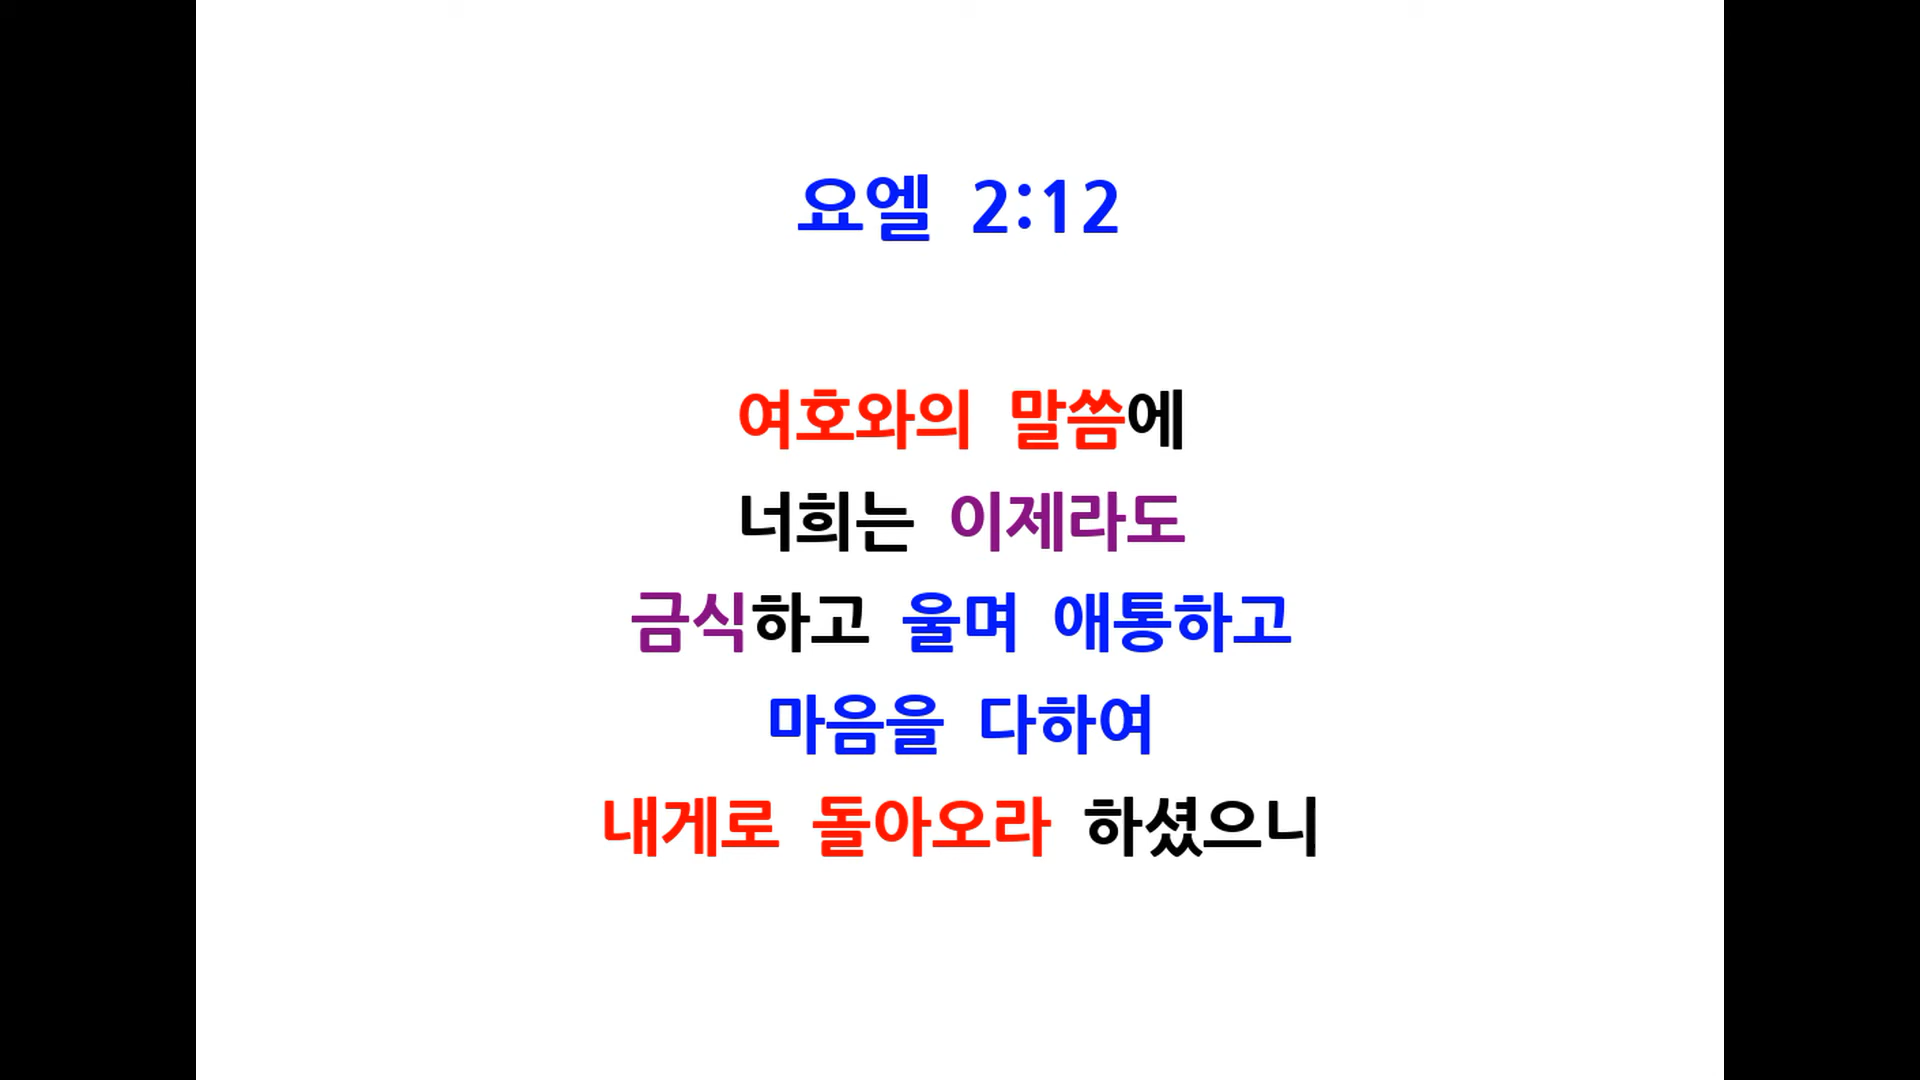 요엘 2:12
여호와의 말씀에
너희는 이제라도
금식하고 울며 애통하고
마음을 다하여
내게로 돌아오라 하셨으니